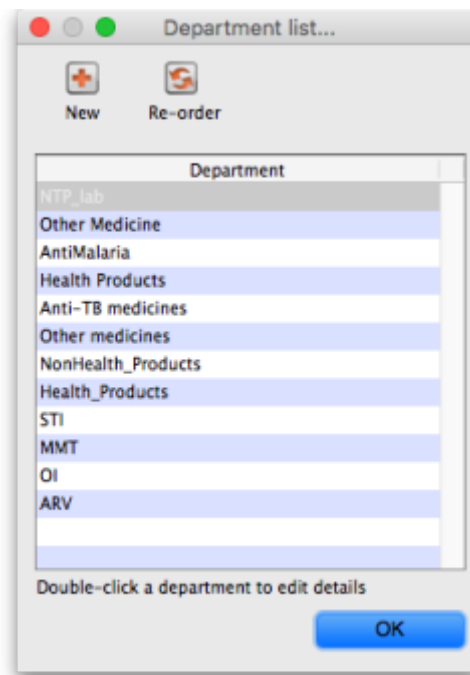 Department list...
New Re-order
Department
NTP_lab
Other Medicine
AntiMalaria
Health Products
Anti-TB medicines
Other medicines
NonHealth_Products
Health_Products
STI
MMT
OI
ARV
Double-click a department to edit details
OK